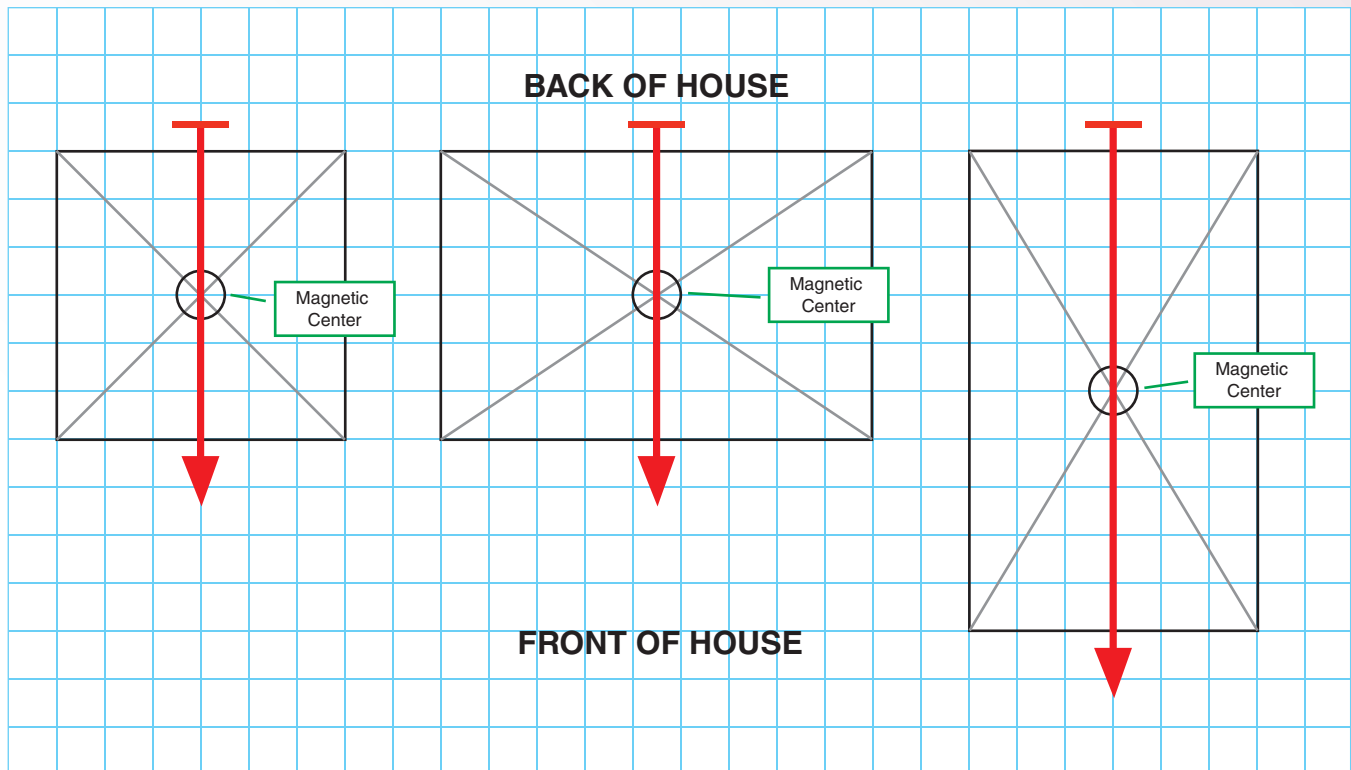 BACK OF HOUSE
Magnetic
Center
Magnetic
Center
Magnetic
Center
FRONT OF HOUSE